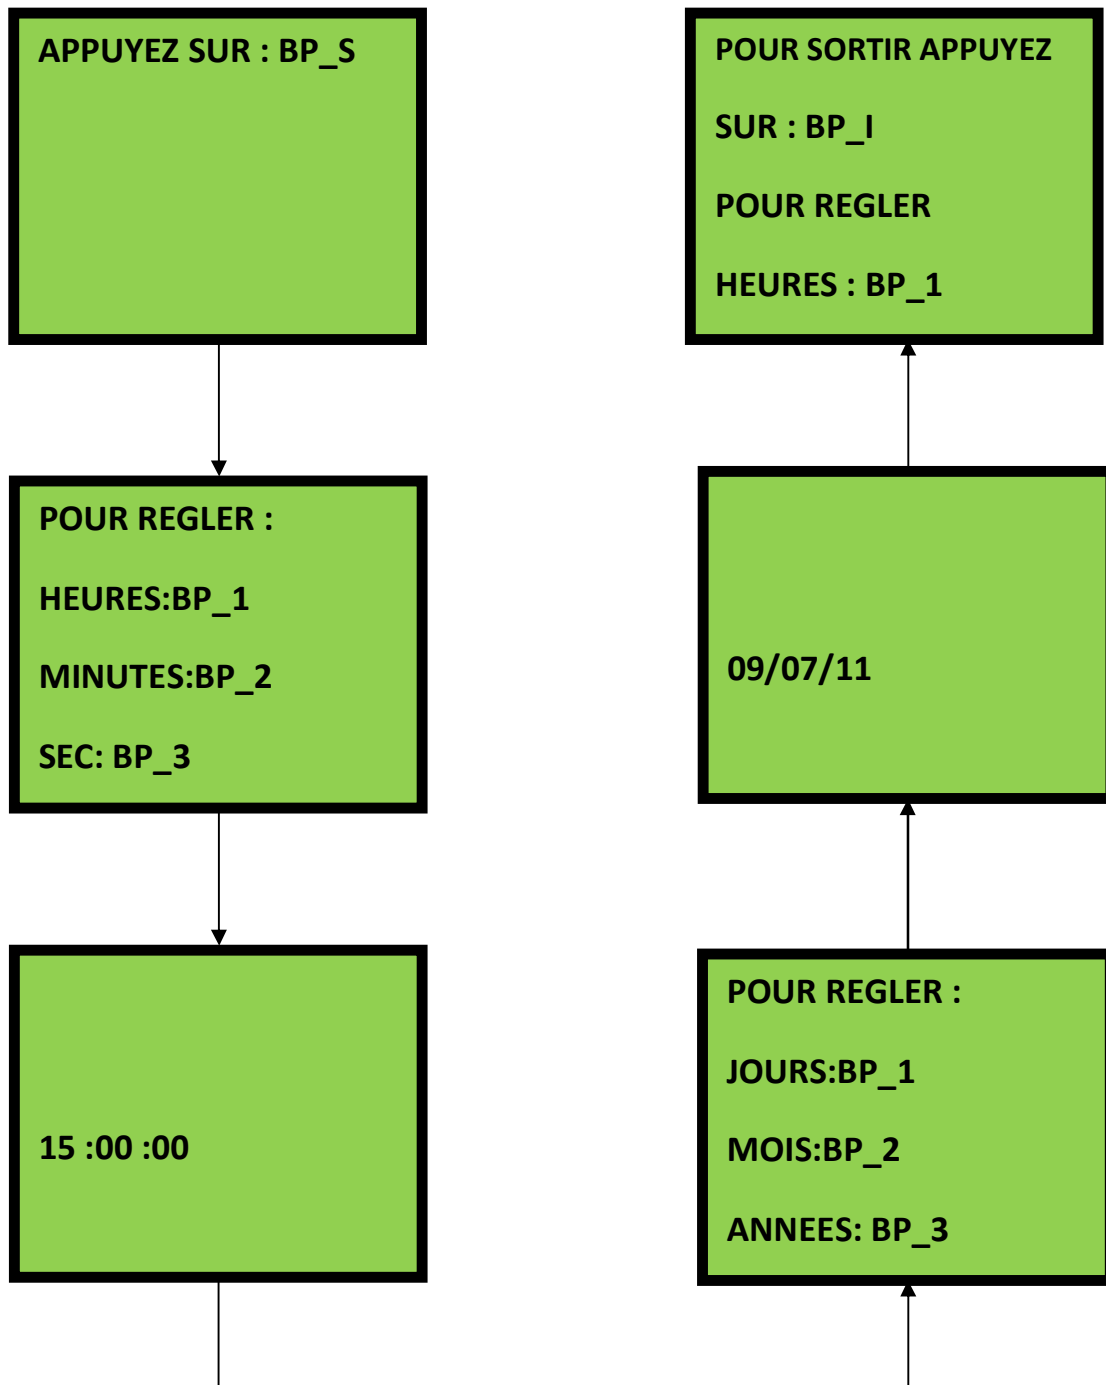 APPUYEZ SUR : BP_S
POUR REGLER :
HEURES:BP_1
MINUTES:BP_2
SEC: BP_3
15 :00 :00
POUR SORTIR APPUYEZ
SUR : BP_I
POUR REGLER
HEURES : BP_1
09/07/11
POUR REGLER :
JOURS:BP_1
MOIS:BP_2
ANNEES: BP_3